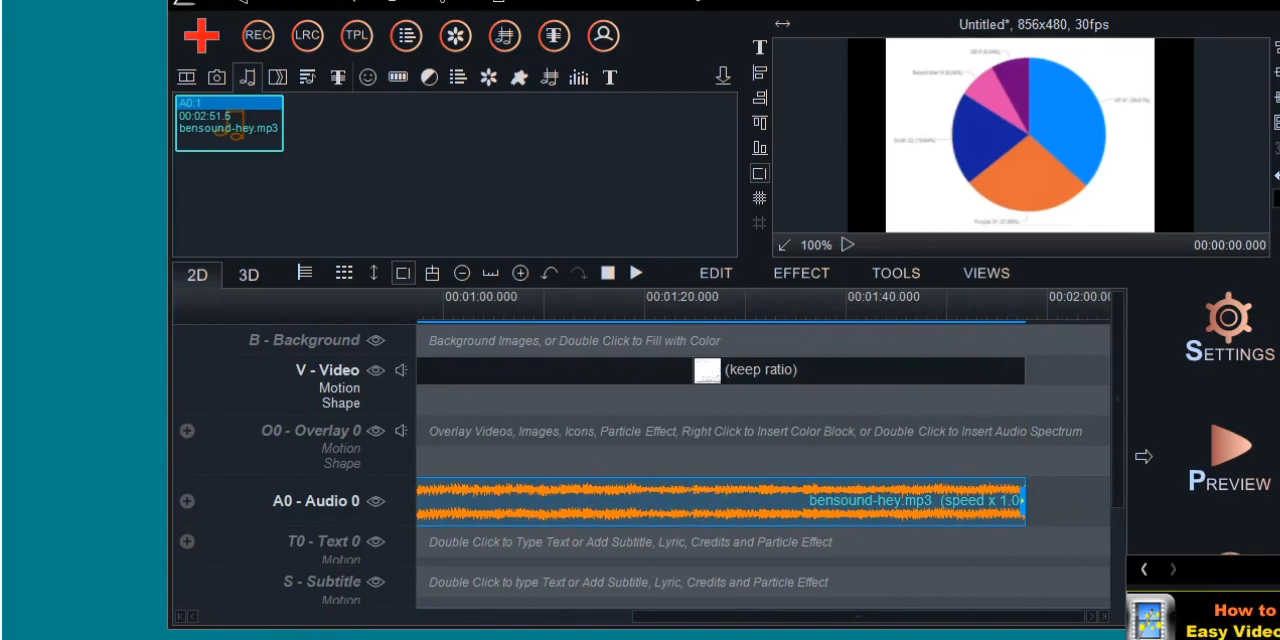 Untitled*, 856x480, 30fps
REC LRC TPL
A0:1
00:02:51.5
bensound-hey.mp3
T
100% 00:00:00.000
2D 3D EDIT EFFECT TOOLS VIEWS
00:01:00.000 00:01:20.000 00:01:40.000 00:02:00.00
B - Background Background Images, or Double Click to Fill with Color
V - Video (keep ratio)
Motion
Shape
O0 - Overlay 0 Overlay Videos, Images, Icons, Particle Effect, Right Click to Insert Color Block, or Double Click to Insert Audio Spectrum
Motion
Shape
A0 - Audio 0 bensound-hey.mp3 (speed x 1.0
T0 - Text 0 Double Click to Type Text or Add Subtitle, Lyric, Credits and Particle Effect
Motion
S - Subtitle Double Click to type Text or Add Subtitle, Lyric, Credits and Particle Effect
Motion
SETTINGS
PREVIEW
How to
Easy Video